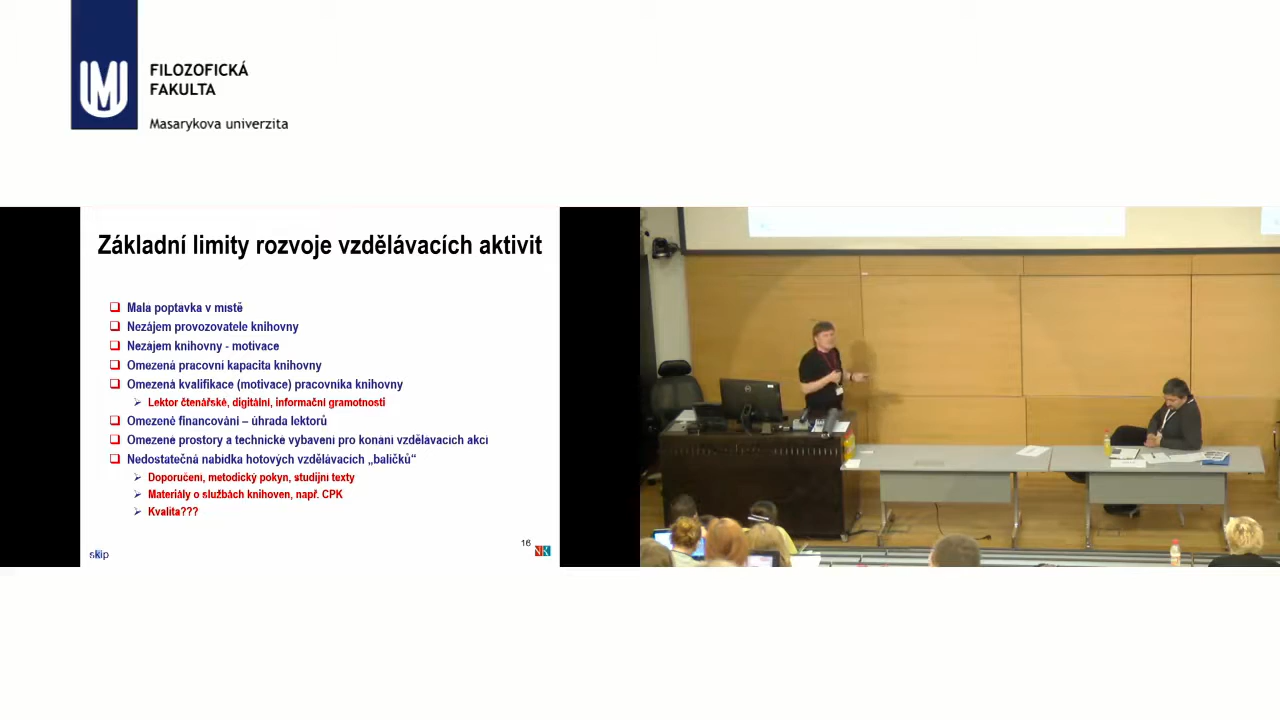 FILOZOFICKÁ
FAKULTA
Masarykova univerzita
Základní limity rozvoje vzdělávacích aktivit
Malá poptávka v místě
Nezájem provozovatele knihovny
Nezájem knihovny - motivace
Omezená pracovní kapacita knihovny
Omezená kvalifikace (motivace) pracovníka knihovny
Lektor čtenářské, digitální, informační gramotnosti
Omezené financování – úhrada lektorů
Omezené prostory a technické vybavení pro konání vzdělávacích akcí
Nedostatečná nabídka hotových vzdělávacích „balíčků“
Doporučení, metodický pokyn, studijní texty
Materiály o službách knihoven, např. CPK
Kvalita???
16
skip
NK